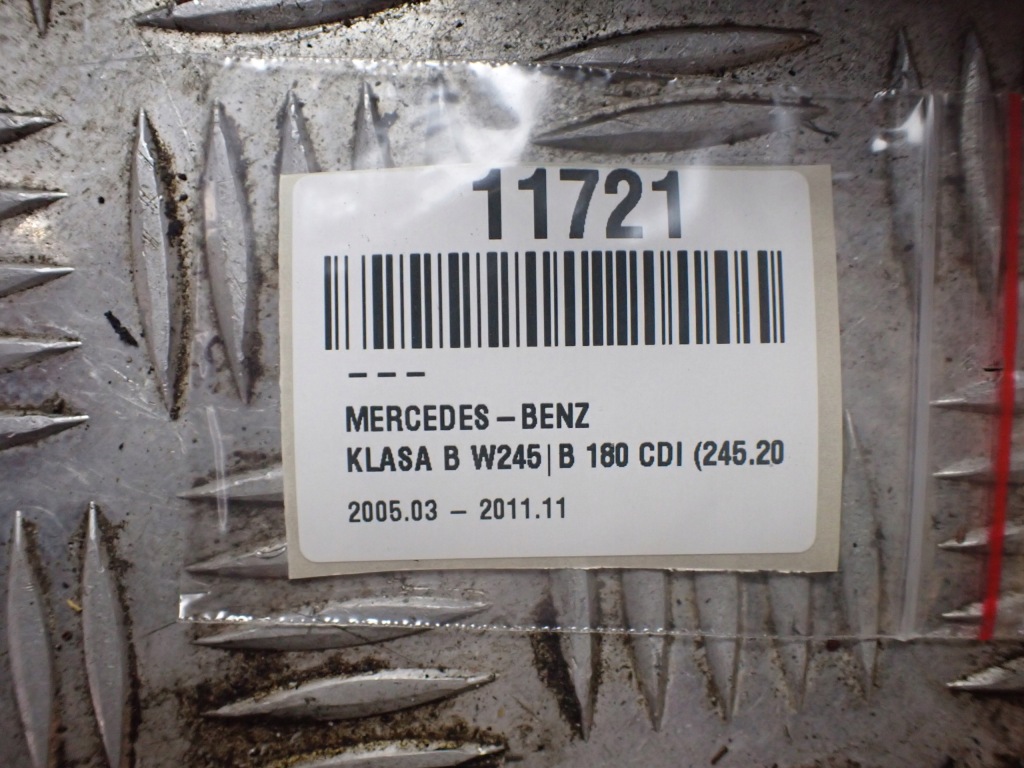 11721
---
MERCEDES-BENZ
KLASA B W245|B 180 CDI (245.20
2005.03 - 2011.11